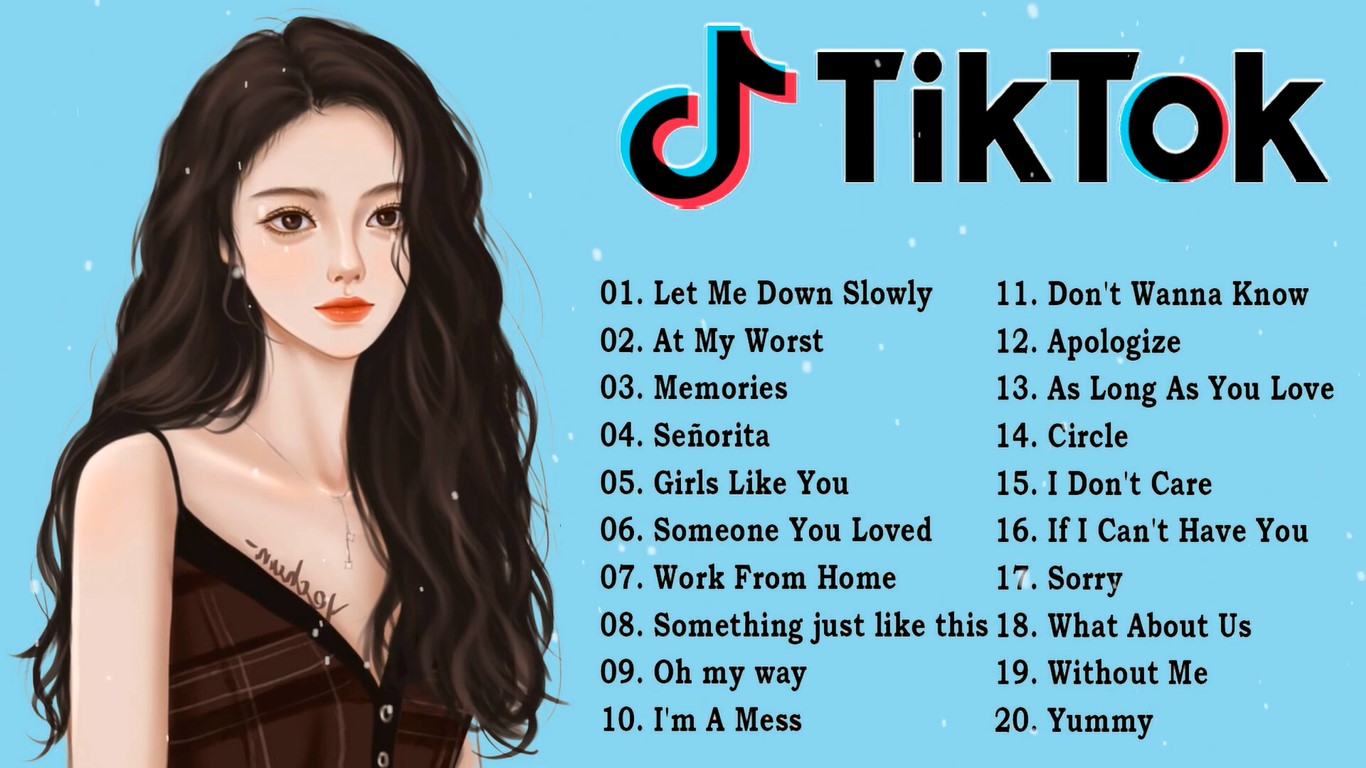 TikTok
01. Let Me Down Slowly
02. At My Worst
03. Memories
04. Señorita
05. Girls Like You
06. Someone You Loved
07. Work From Home
08. Something just like this
09. Oh my way
10. I'm A Mess
11. Don't Wanna Know
12. Apologize
13. As Long As You Love
14. Circle
15. I Don't Care
16. If I Can't Have You
17. Sorry
18. What About Us
19. Without Me
20. Yummy